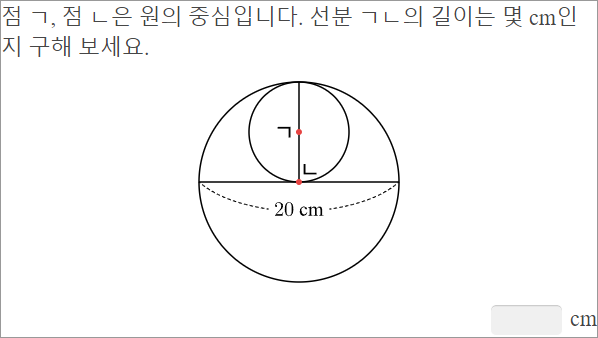 점 ㄱ, 점 ㄴ은 원의 중심입니다. 선분 ㄱㄴ의 길이는 몇 cm인
지 구해 보세요.
ㄱ
ㄴ
20 cm
cm